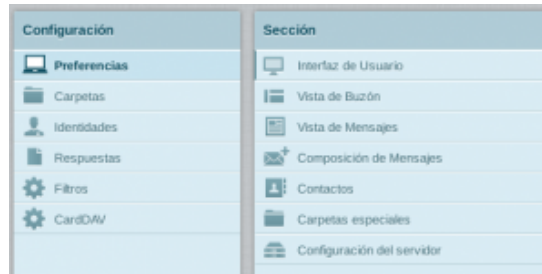 Configuración
Preferencias
Carpetas
Identidades
Respuestas
Filtros
CardDAV
Sección
Interfaz de Usuario
Vista de Buzón
Vista de Mensajes
Composición de Mensajes
Contactos
Carpetas especiales
Configuración del servidor